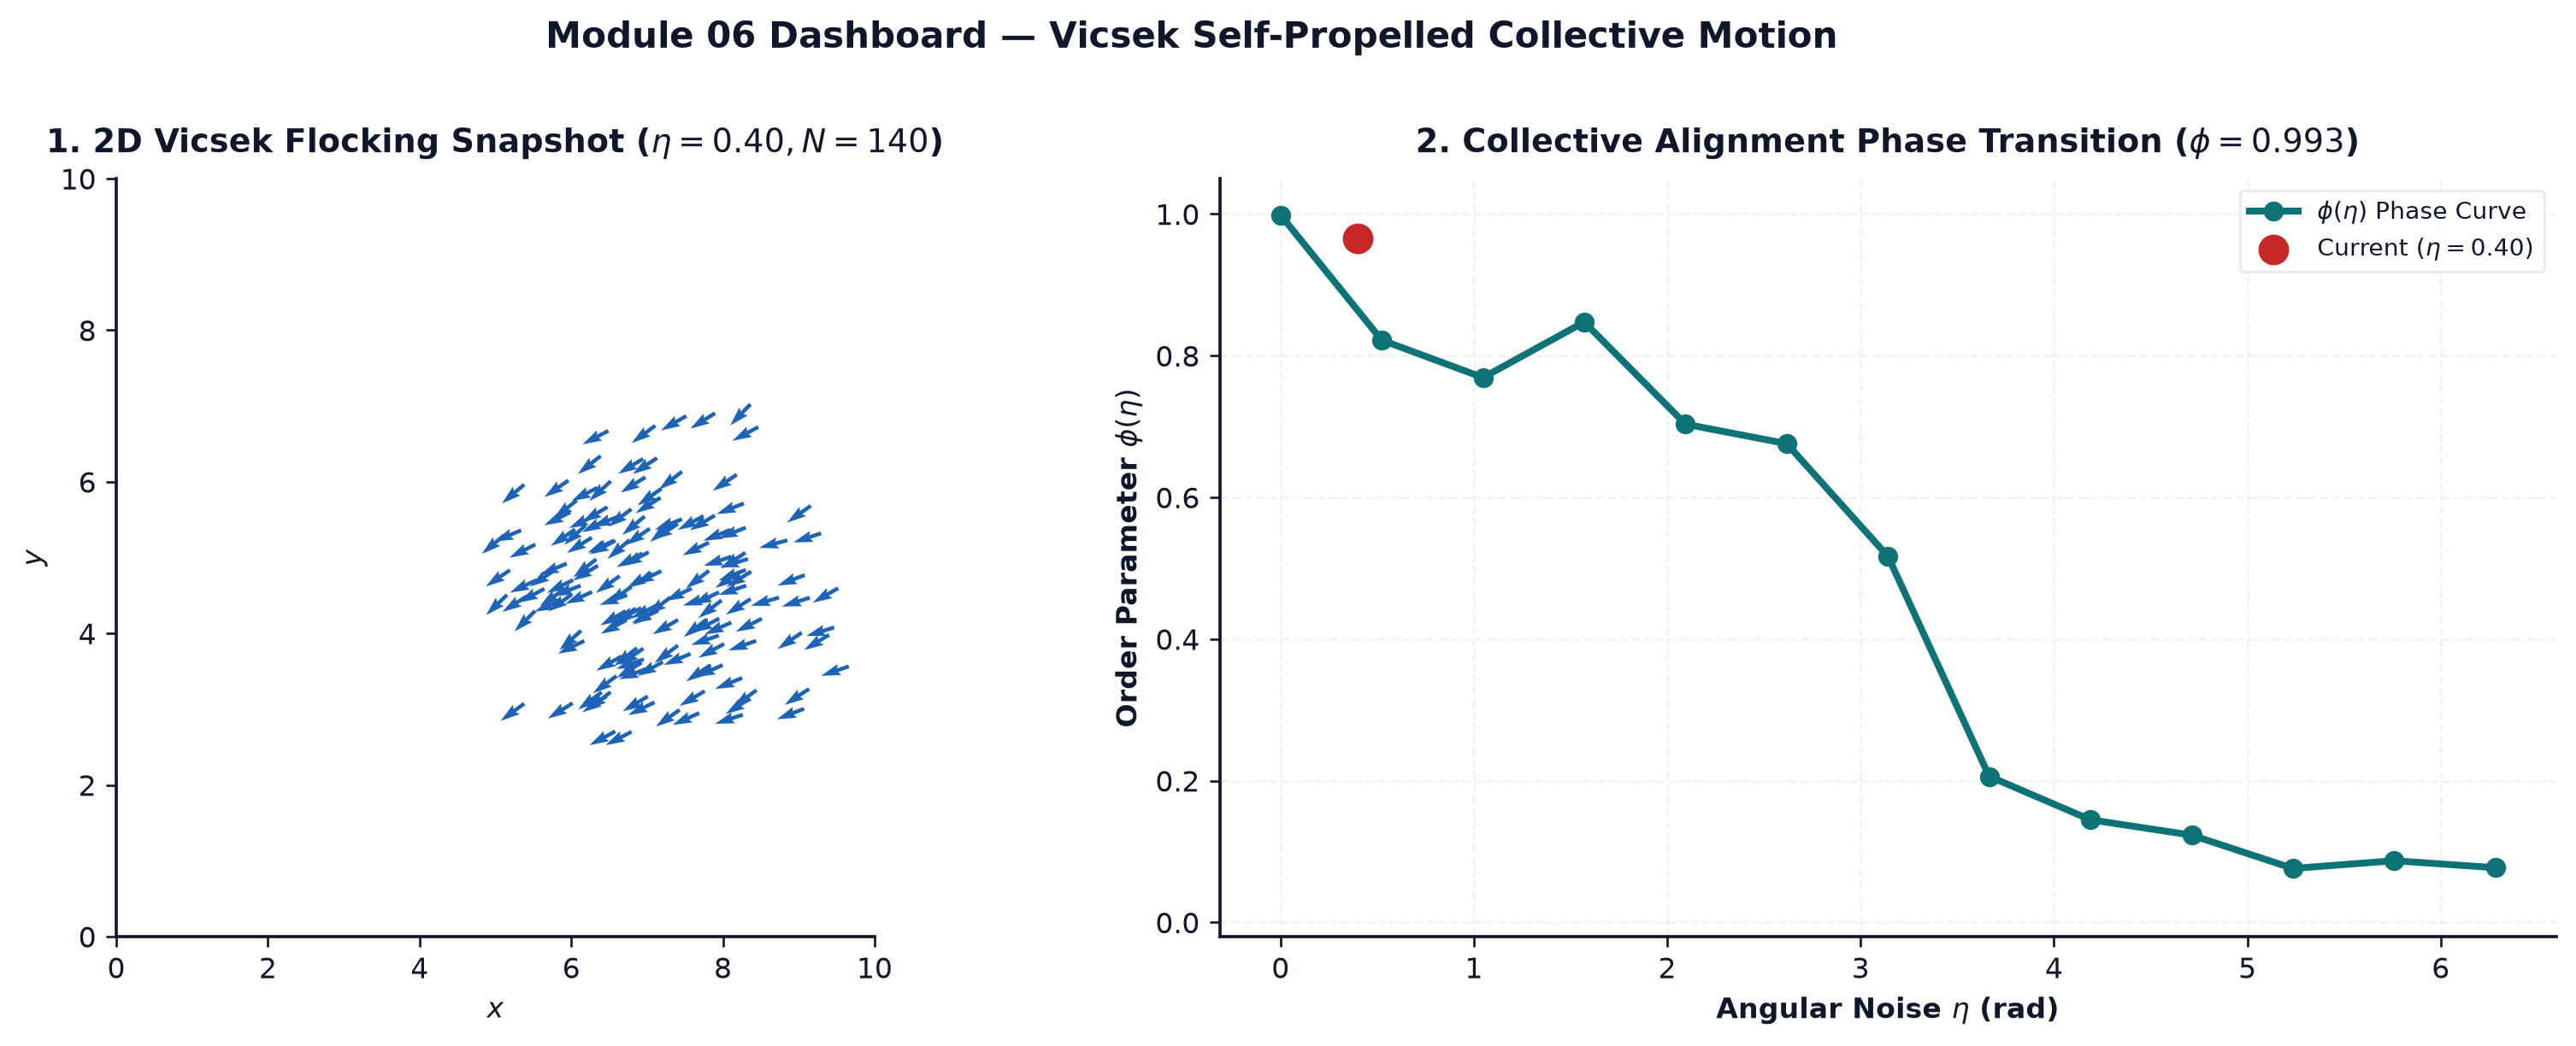 Module 06 Dashboard — Vicsek Self-Propelled Collective Motion
1. 2D Vicsek Flocking Snapshot (η = 0.40, N = 140)
10
8
6
4
2
0
y
0 2 4 6 8 10
x
2. Collective Alignment Phase Transition (ϕ = 0.993)
ϕ(η) Phase Curve
Current (η = 0.40)
1.0
0.8
0.6
0.4
0.2
0.0
Order Parameter ϕ(η)
0 1 2 3 4 5 6
Angular Noise η (rad)